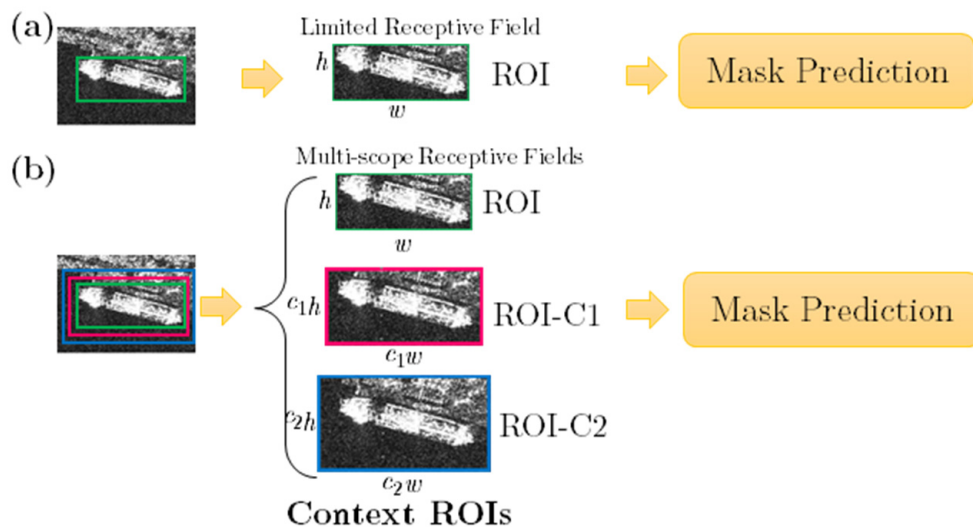 (a)
Limited Receptive Field
h
ROI
w
Mask Prediction
(b)
Multi-scope Receptive Fields
h
ROI
w
c₁h
ROI-C1
c₁w
Mask Prediction
c₂h
ROI-C2
c₂w
Context ROIs